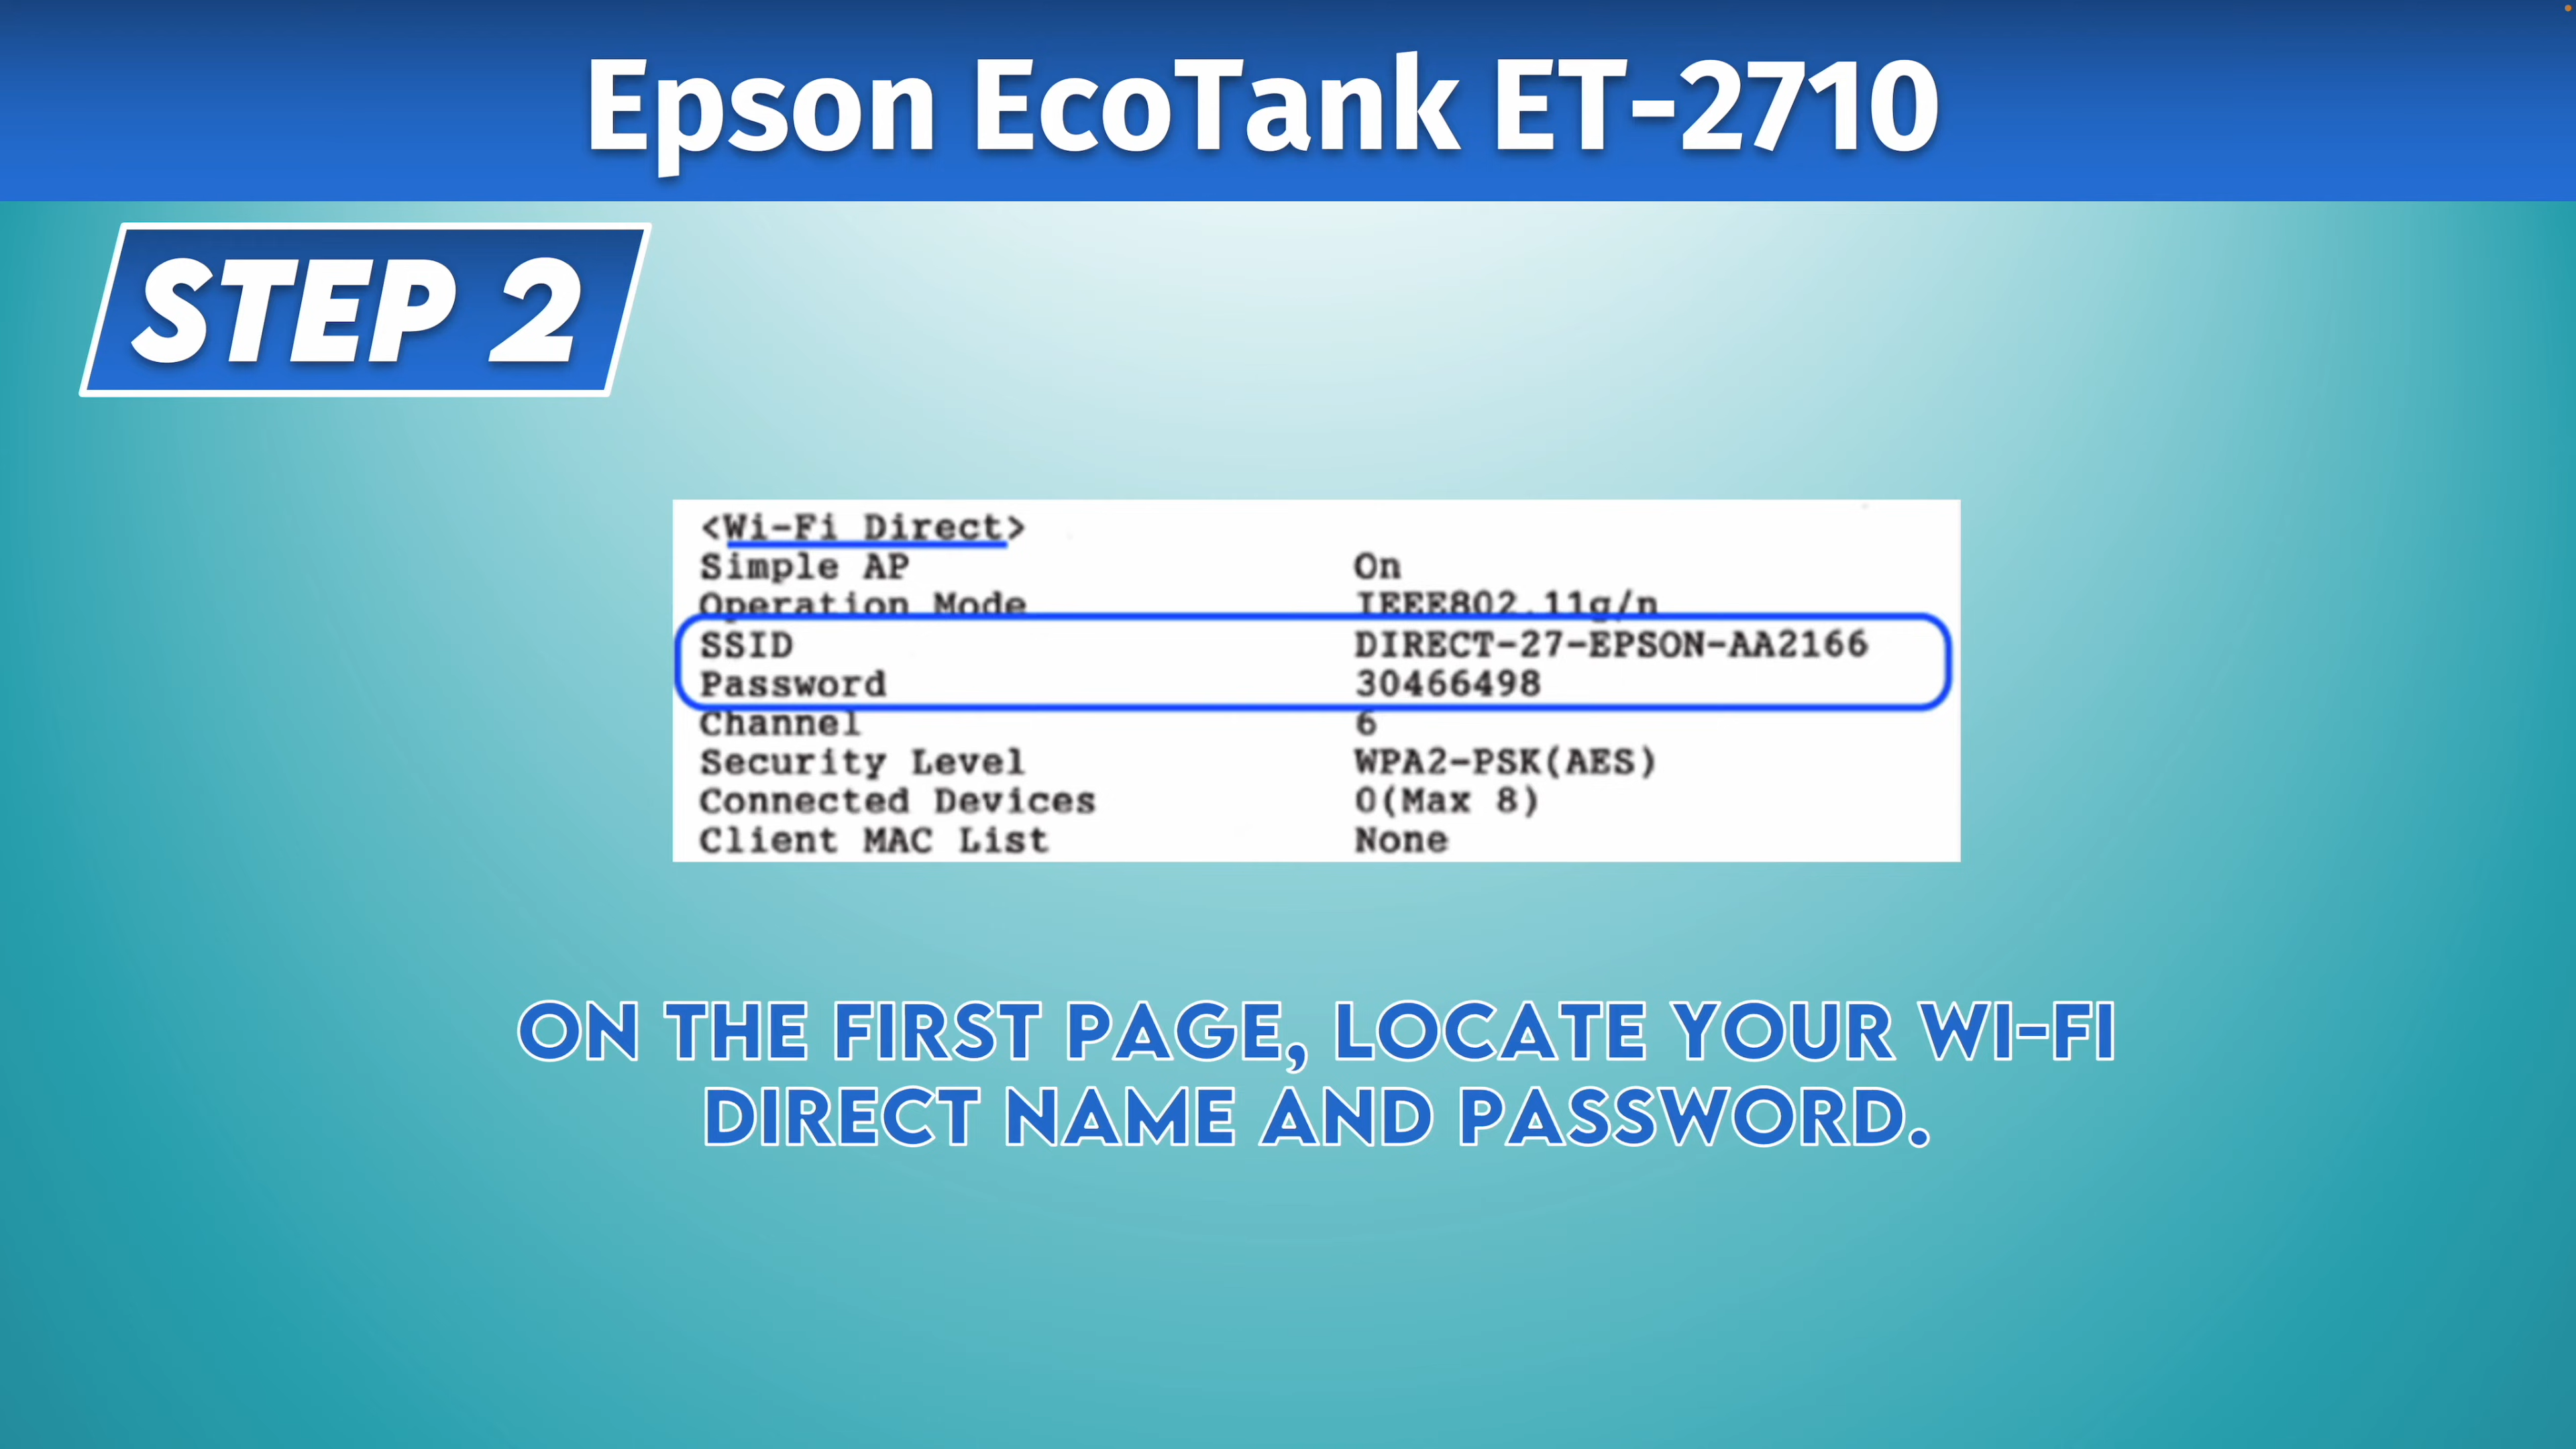 Epson EcoTank ET-2710
STEP 2
<Wi-Fi Direct>
Simple AP On
Operation Mode IEEE802.11g/n
SSID DIRECT-27-EPSON-AA2166
Password 30466498
Channel 6
Security Level WPA2-PSK(AES)
Connected Devices 0(Max 8)
Client MAC List None
ON THE FIRST PAGE, LOCATE YOUR WI-FI
DIRECT NAME AND PASSWORD.